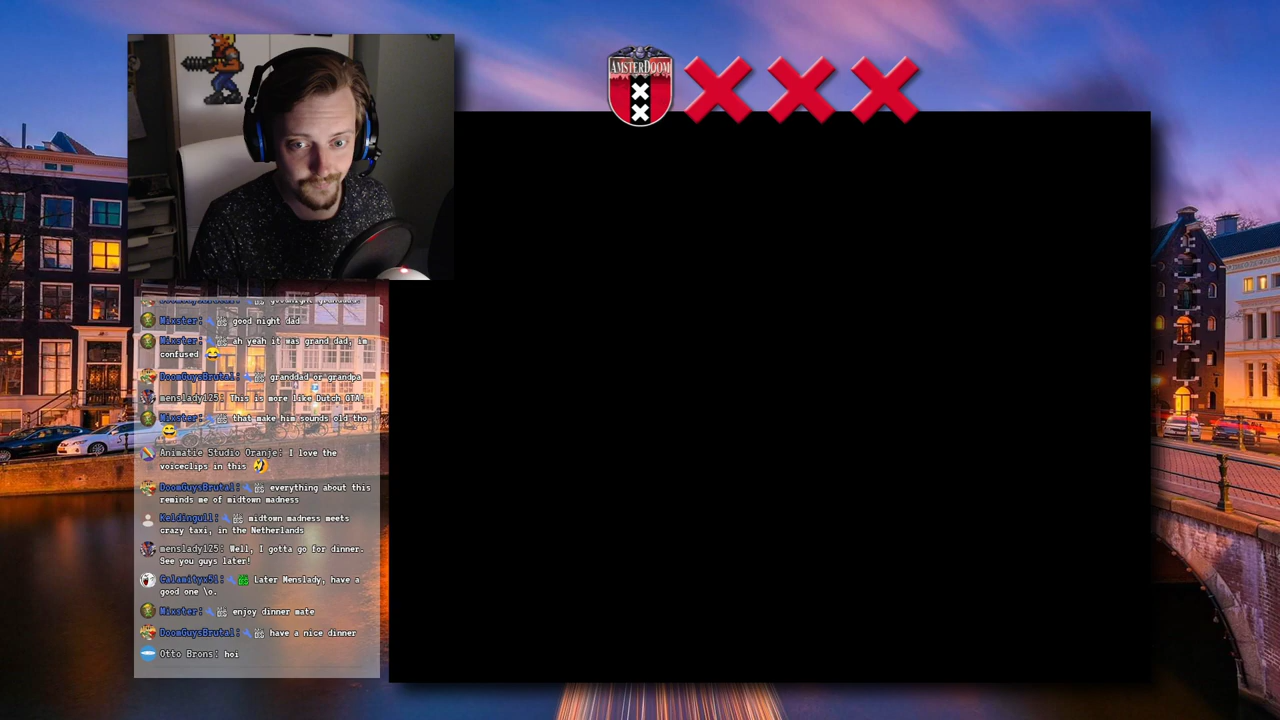 AMSTERDOOM
Mixster: good night dad
Mixster: ah yeah it was grand dad, im
confused
DoomGuysBrutal: granddad or grandpa
menslady125: This is more like Dutch GTA!
Mixster: that make him sounds old tho
Animatie Studio Oranje: I love the
voiceclips in this
DoomGuysBrutal: everything about this
reminds me of midtown madness
Keldingull: midtown madness meets
crazy taxi, in the Netherlands
menslady125: Well, I gotta go for dinner.
See you guys later!
Calamityx51: Later Menslady, have a
good one \o.
Mixster: enjoy dinner mate
DoomGuysBrutal: have a nice dinner
Otto Brons: hoi